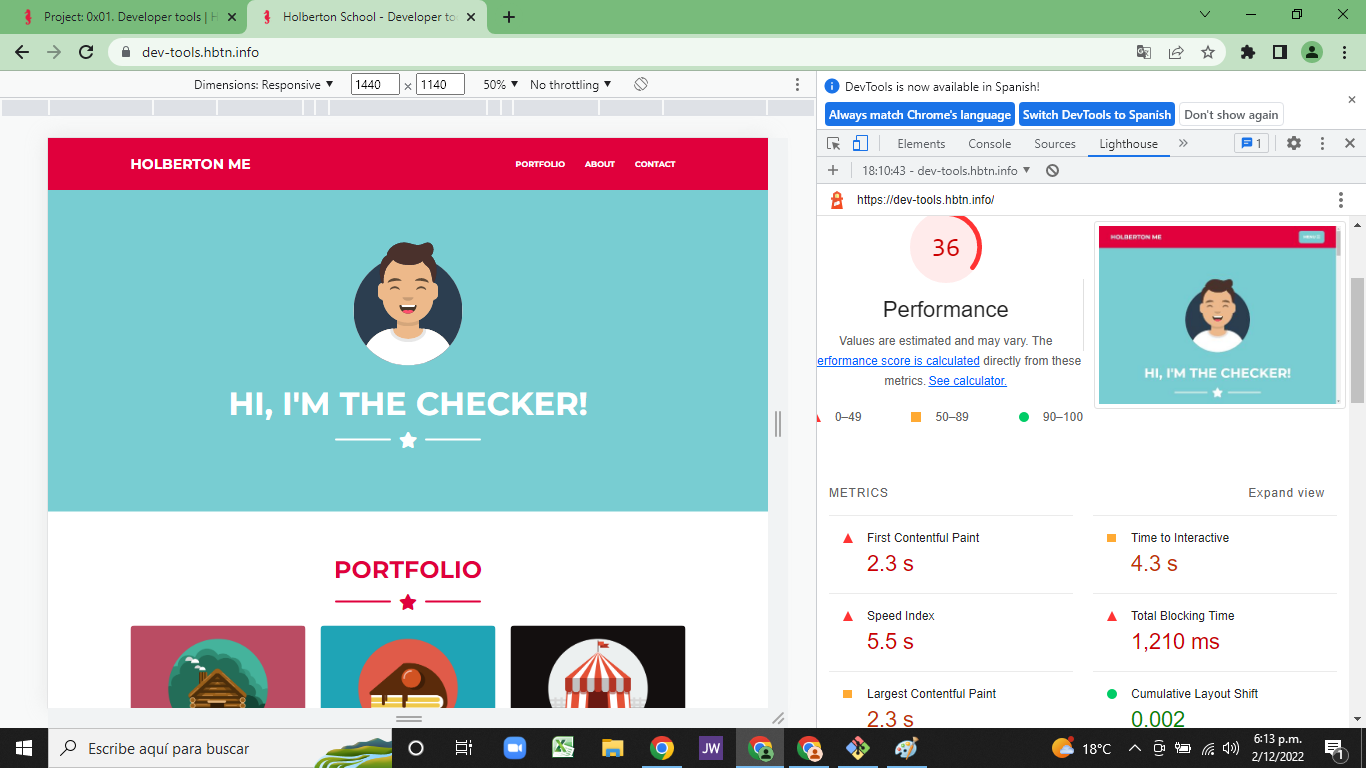 Project: 0x01. Developer tools | H
Holberton School - Developer to
dev-tools.hbtn.info
Dimensions: Responsive
1440 × 1140
50%
No throttling
DevTools is now available in Spanish!
Always match Chrome's language
Switch DevTools to Spanish
Don't show again
Elements
Console
Sources
Lighthouse
1
18:10:43 - dev-tools.hbtn.info
https://dev-tools.hbtn.info/
HOLBERTON ME
PORTFOLIO
ABOUT
CONTACT
HI, I'M THE CHECKER!
PORTFOLIO
36
Performance
Values are estimated and may vary. The
erformance score is calculated directly from these
metrics. See calculator.
0–49
50–89
90–100
HOLBERTON ME
HI, I'M THE CHECKER!
METRICS
Expand view
First Contentful Paint
2.3 s
Time to Interactive
4.3 s
Speed Index
5.5 s
Total Blocking Time
1,210 ms
Largest Contentful Paint
2.3 s
Cumulative Layout Shift
0.002
Escribe aquí para buscar
JW
18°C
6:13 p.m.
2/12/2022
1